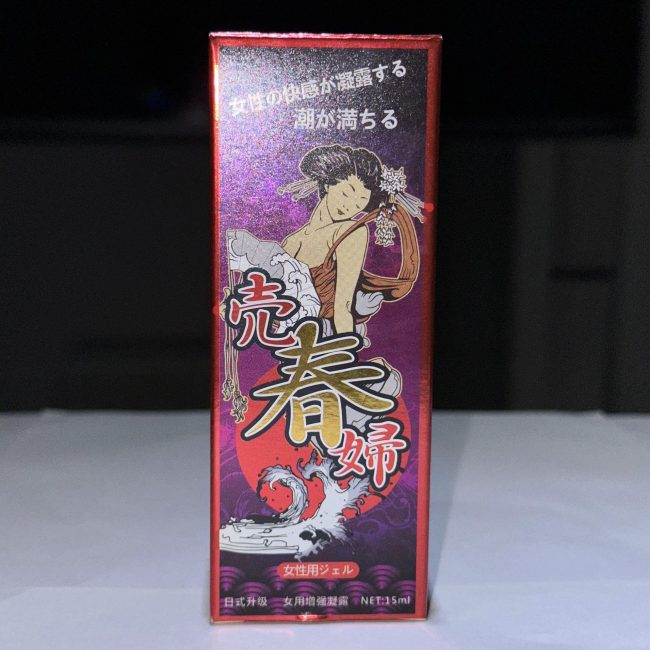 女性の快感が凝露する
潮が満ちる
売春婦
女性用ジェル
日式升级 女用增强凝露 NET:15ml